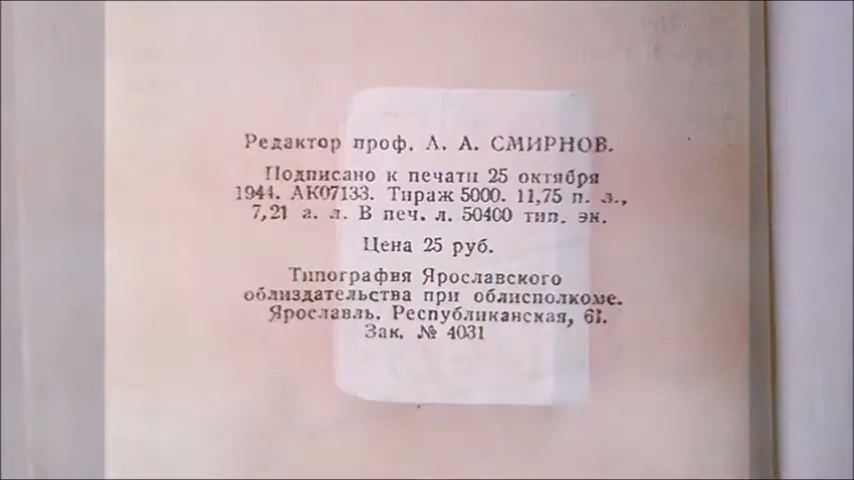 Редактор проф. А. А. СМИРНОВ.
Подписано к печати 25 октября
1944. АК07133. Тираж 5000. 11,75 п. л.,
7,21 а. л. В печ. л. 50400 тип. зн.
Цена 25 руб.
Типография Ярославского
облиздательства при облисполкоме.
Ярославль. Республиканская, 61.
Зак. № 4031